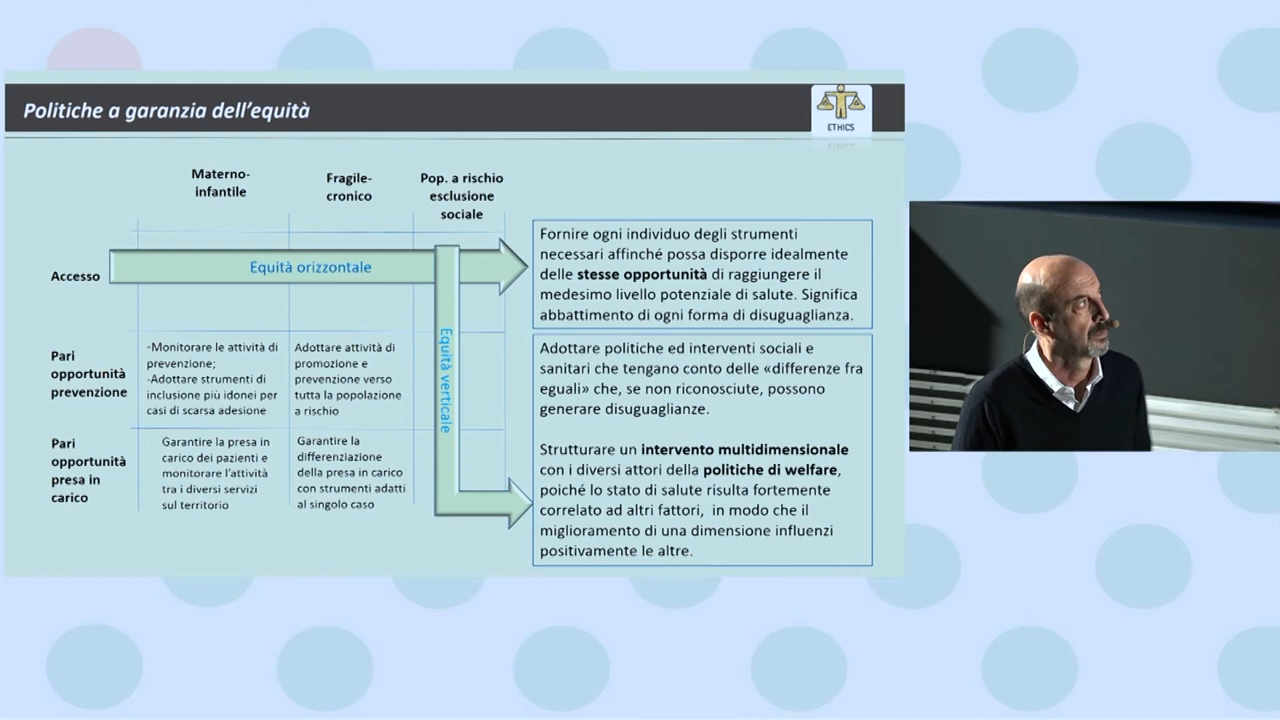 Politiche a garanzia dell'equità
ETHICS
Materno-
infantile
Fragile-
cronico
Pop. a rischio
esclusione
sociale
Accesso
Equità orizzontale
Equità verticale
Pari
opportunità
prevenzione
-Monitorare le attività di
prevenzione;
-Adottare strumenti di
inclusione più idonei per
casi di scarsa adesione
Adottare attività di
promozione e
prevenzione verso
tutta la popolazione
a rischio
Pari
opportunità
presa in
carico
Garantire la presa in
carico dei pazienti e
monitorare l'attività
tra i diversi servizi
sul territorio
Garantire la
differenziazione
della presa in carico
con strumenti adatti
al singolo caso
Fornire ogni individuo degli strumenti
necessari affinché possa disporre idealmente
delle stesse opportunità di raggiungere il
medesimo livello potenziale di salute. Significa
abbattimento di ogni forma di disuguaglianza.
Adottare politiche ed interventi sociali e
sanitari che tengano conto delle «differenze fra
eguali» che, se non riconosciute, possono
generare disuguaglianze.
Strutturare un intervento multidimensionale
con i diversi attori della politiche di welfare,
poiché lo stato di salute risulta fortemente
correlato ad altri fattori, in modo che il
miglioramento di una dimensione influenzi
positivamente le altre.